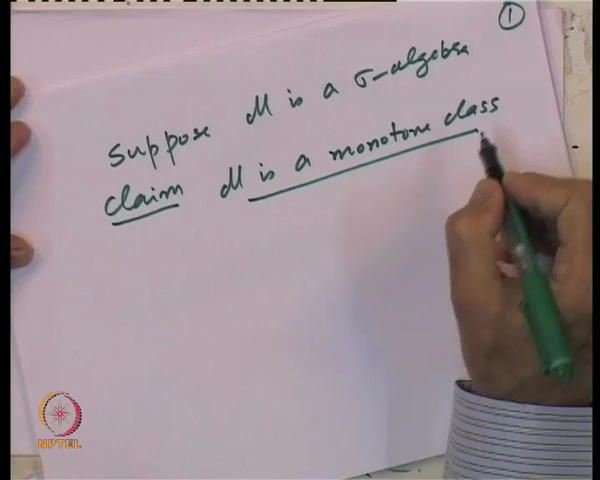 ①
Suppose M is a σ-algebra
claim M is a monotone class
NPTEL